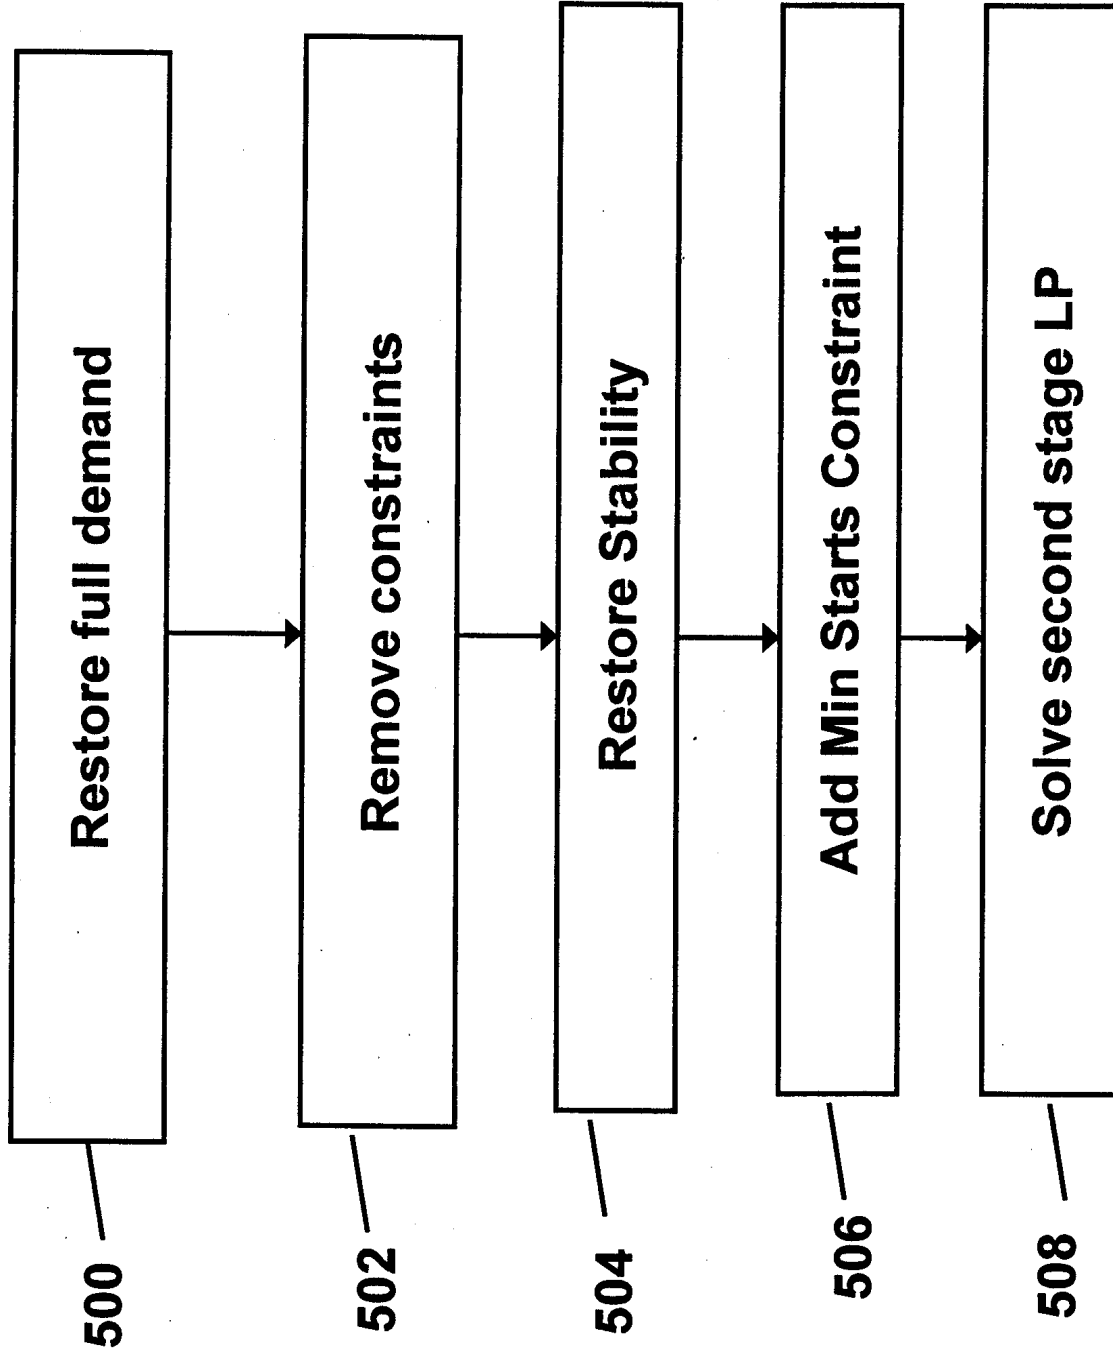 Restore full demand
500
Remove constraints
502
Restore Stability
504
Add Min Starts Constraint
506
Solve second stage LP
508